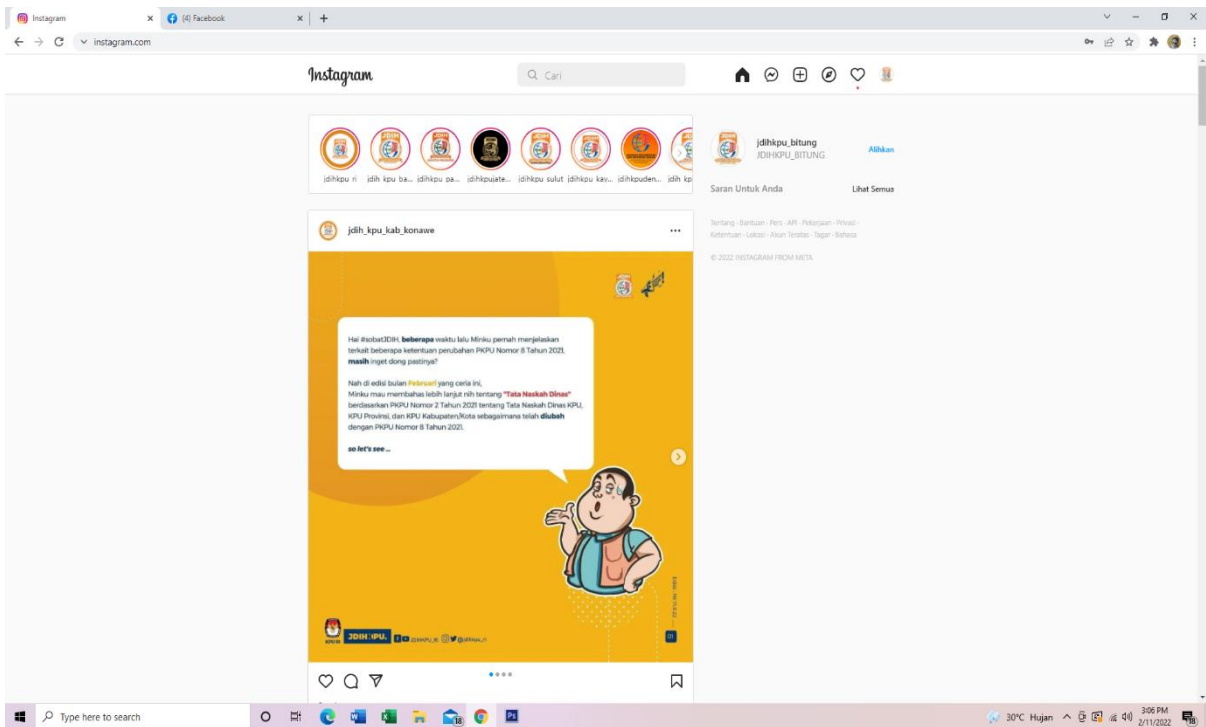 Instagram
(4) Facebook
instagram.com
Instagram
Cari
jdihkpu ri
jdih kpu ba...
jdihkpu pa...
jdihkpujate...
jdihkpu sulut
jdihkpu kay...
jdihkpuden...
jdih kp
jdihkpu_bitung
JDIHKPU_BITUNG
Alihkan
Saran Untuk Anda
Lihat Semua
Tentang · Bantuan · Pers · API · Pekerjaan · Privasi ·
Ketentuan · Lokasi · Akun Teratas · Tagar · Bahasa
© 2022 INSTAGRAM FROM META
jdih_kpu_kab_konawe
Hai #sobatJDIH, beberapa waktu lalu Minku pernah menjelaskan
terkait beberapa ketentuan perubahan PKPU Nomor 8 Tahun 2021,
masih inget dong pastinya?
Nah di edisi bulan Februari yang ceria ini,
Minku mau membahas lebih lanjut nih tentang "Tata Naskah Dinas"
berdasarkan PKPU Nomor 2 Tahun 2021 tentang Tata Naskah Dinas KPU,
KPU Provinsi, dan KPU Kabupaten/Kota sebagaimana telah diubah
dengan PKPU Nomor 8 Tahun 2021.
so let's see ...
KPU RI
JDIH KPU.
01
Type here to search
18
Ps
30°C Hujan
3:06 PM
2/11/2022
18